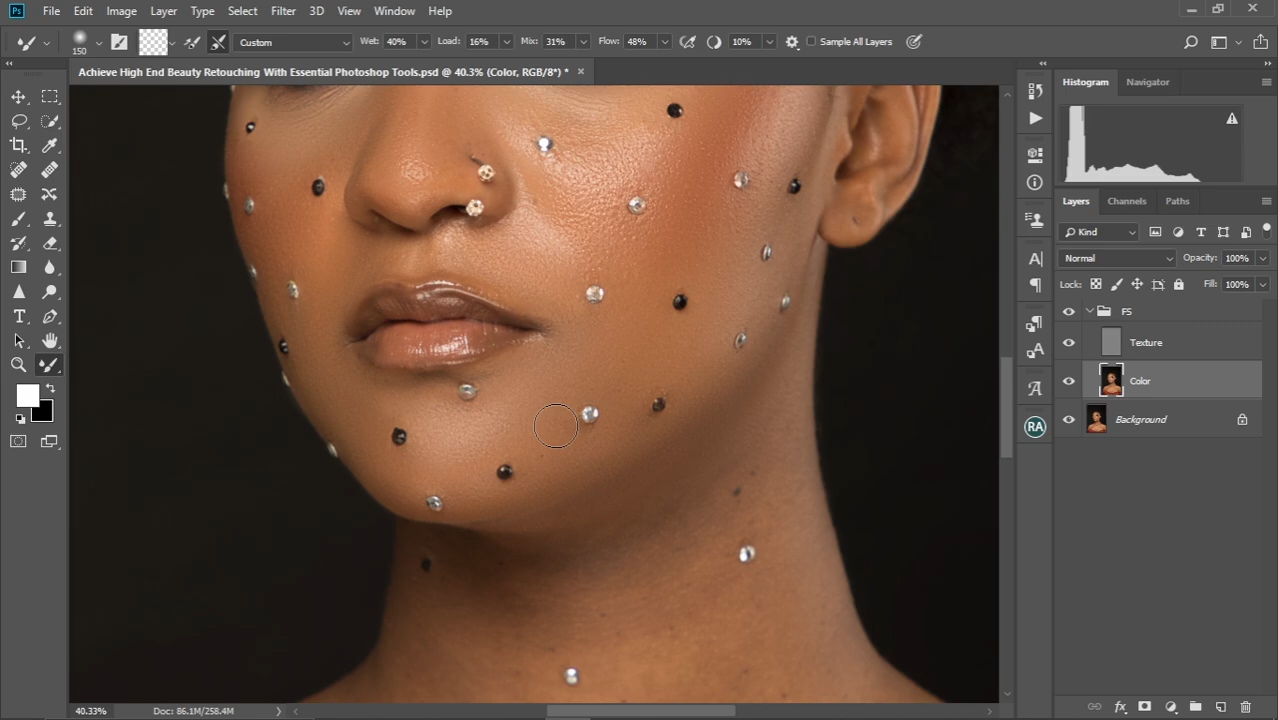 Ps File Edit Image Layer Type Select Filter 3D View Window Help
150 Custom Wet: 40% Load: 16% Mix: 31% Flow: 48% 10% Sample All Layers
Achieve High End Beauty Retouching With Essential Photoshop Tools.psd @ 40.3% (Color, RGB/8*) * ×
Histogram Navigator
Layers Channels Paths
Kind
Normal Opacity: 100%
Lock: Fill: 100%
FS
Texture
Color
Background
RA
40.33% Doc: 86.1M/258.4M